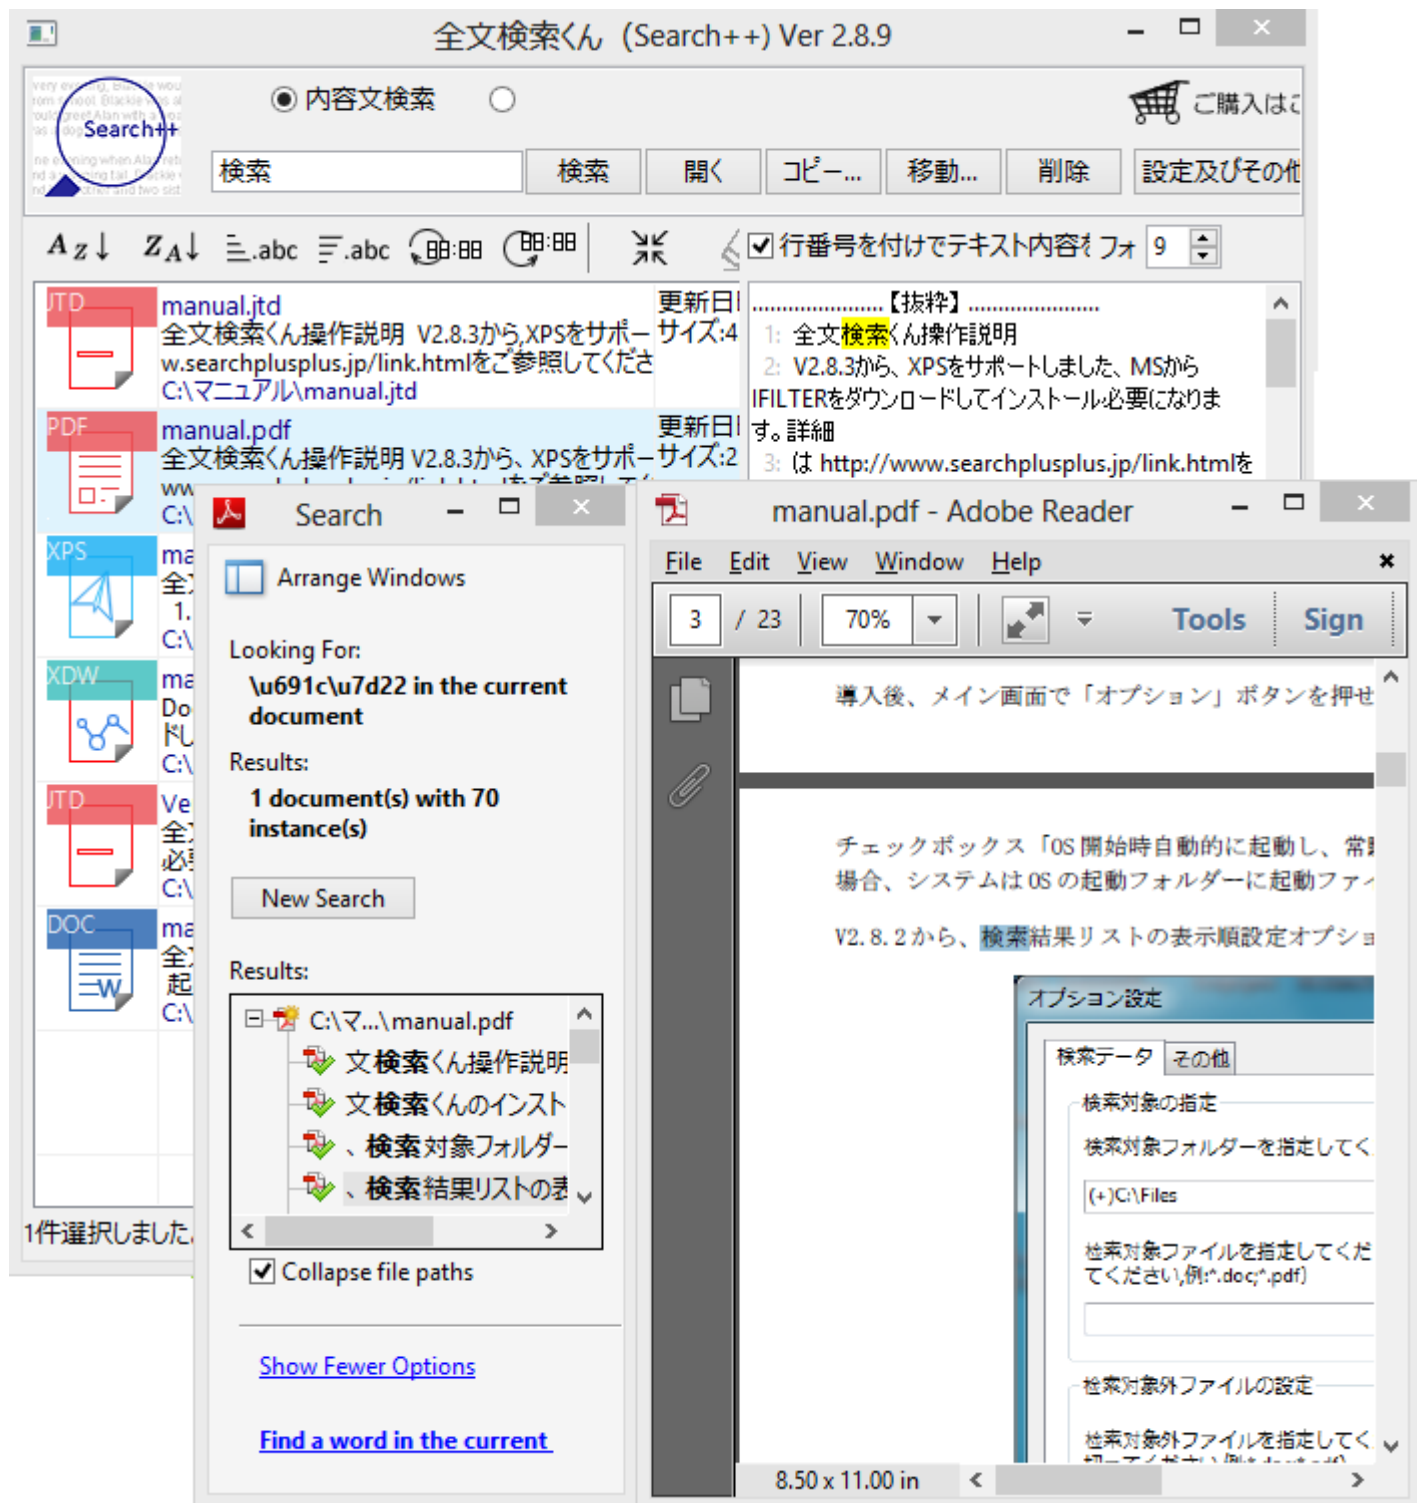 全文検索くん（Search++) Ver 2.8.9
Search++
内容文検索
ご購入はこ
検索
検索
開く
コピー...
移動...
削除
設定及びその他
A Z↓
Z A↓
.abc
.abc
行番号を付けてテキスト内容を
フォ
9
JTD
manual.jtd
全文検索くん操作説明 V2.8.3から,XPSをサポー
w.searchplusplus.jp/link.htmlをご参照してくださ
C:\マニュアル\manual.jtd
更新日
サイズ:4
PDF
manual.pdf
全文検索くん操作説明 V2.8.3から、XPSをサポー
C:\
更新日
サイズ:2
XPS
ma
1.
C:\
XDW
ma
Do
ドし
C:\
JTD
Ve
C:\
DOC
ma
起
C:\
1件選択しました
......................【抜粋】......................
1: 全文検索くん操作説明
2: V2.8.3から、XPSをサポートしました、MSから
IFILTERをダウンロードしてインストール必要になりま
す。詳細
3: は http://www.searchplusplus.jp/link.htmlを
Search
Arrange Windows
Looking For:
\u691c\u7d22 in the current
document
Results:
1 document(s) with 70
instance(s)
New Search
Results:
C:\マ...\manual.pdf
文検索くん操作説明
文検索くんのインスト
、検索対象フォルダー
、検索結果リストの表
Collapse file paths
Show Fewer Options
Find a word in the current
manual.pdf - Adobe Reader
File Edit View Window Help
3 / 23
70%
Tools
Sign
導入後、メイン画面で「オプション」ボタンを押せ
チェックボックス「OS開始時自動的に起動し、常
場合、システムはOSの起動フォルダーに起動ファイ
V2.8.2から、検索結果リストの表示順設定オプショ
オプション設定
検索データ
その他
検索対象の指定
検索対象フォルダーを指定してく
(+)C:\Files
検索対象ファイルを指定してくだ
てください,例:*.doc;*.pdf)
検索対象外ファイルの設定
検索対象外ファイルを指定してく
8.50 x 11.00 in